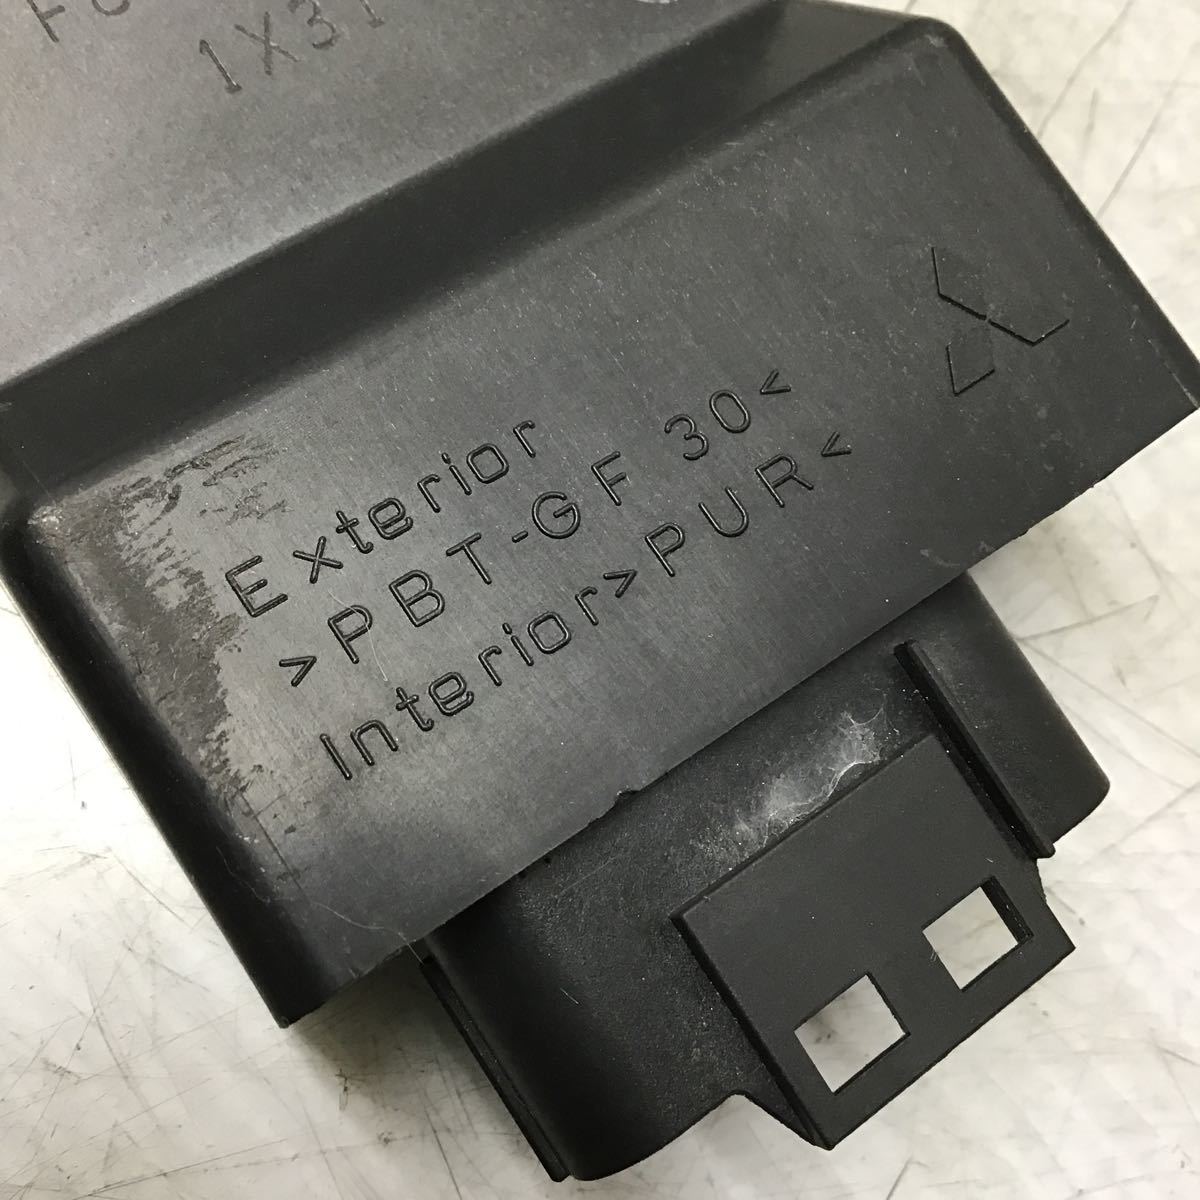 1X31
Exterior
>PBT-GF 30<
Interior>PUR<